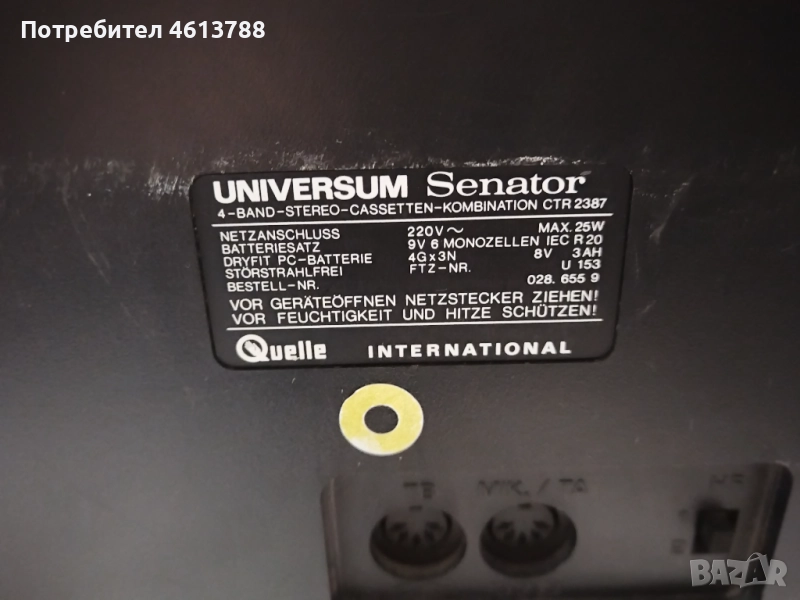 Потребител 4613788
UNIVERSUM Senator
4-BAND-STEREO-CASSETTEN-KOMBINATION CTR 2387
NETZANSCHLUSS 220V~ MAX. 25W
BATTERIESATZ 9V 6 MONOZELLEN IEC R 20
DRYFIT PC-BATTERIE 4G×3N 8V 3AH
STÖRSTRAHLFREI FTZ-NR. U 153
BESTELL-NR. 028. 655 9
VOR GERÄTEÖFFNEN NETZSTECKER ZIEHEN!
VOR FEUCHTIGKEIT UND HITZE SCHÜTZEN!
Quelle INTERNATIONAL
TB MIK. / TA
BAZAR